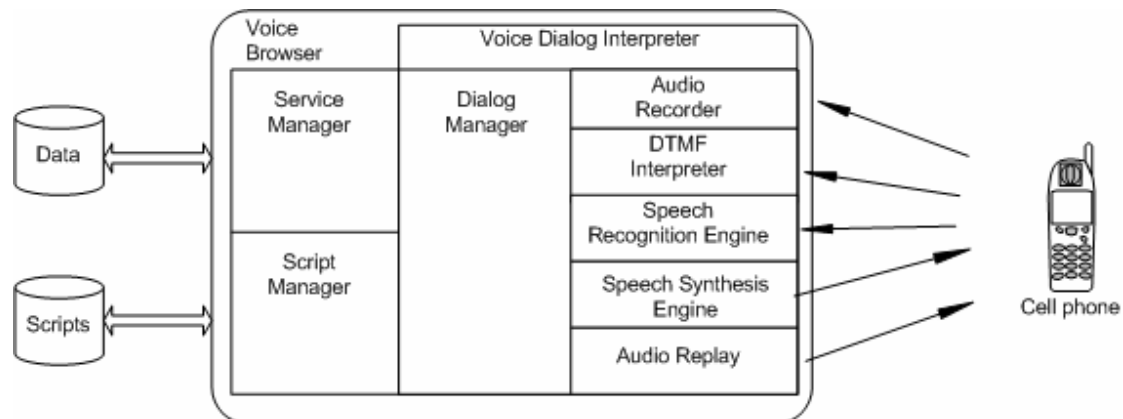 Voice
Browser
Voice Dialog Interpreter
Service
Manager
Dialog
Manager
Audio
Recorder
DTMF
Interpreter
Speech
Recognition Engine
Speech Synthesis
Engine
Audio Replay
Script
Manager
Data
Scripts
Cell phone